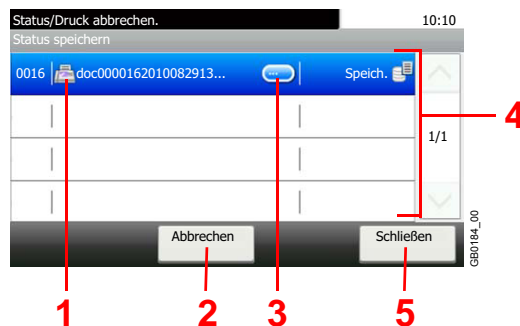 Status/Druck abbrechen. 10:10
Status speichern
0016 doc0000162010082913... Speich.
4
1/1
Abbrechen Schließen
GB0184_00
1 2 3 5